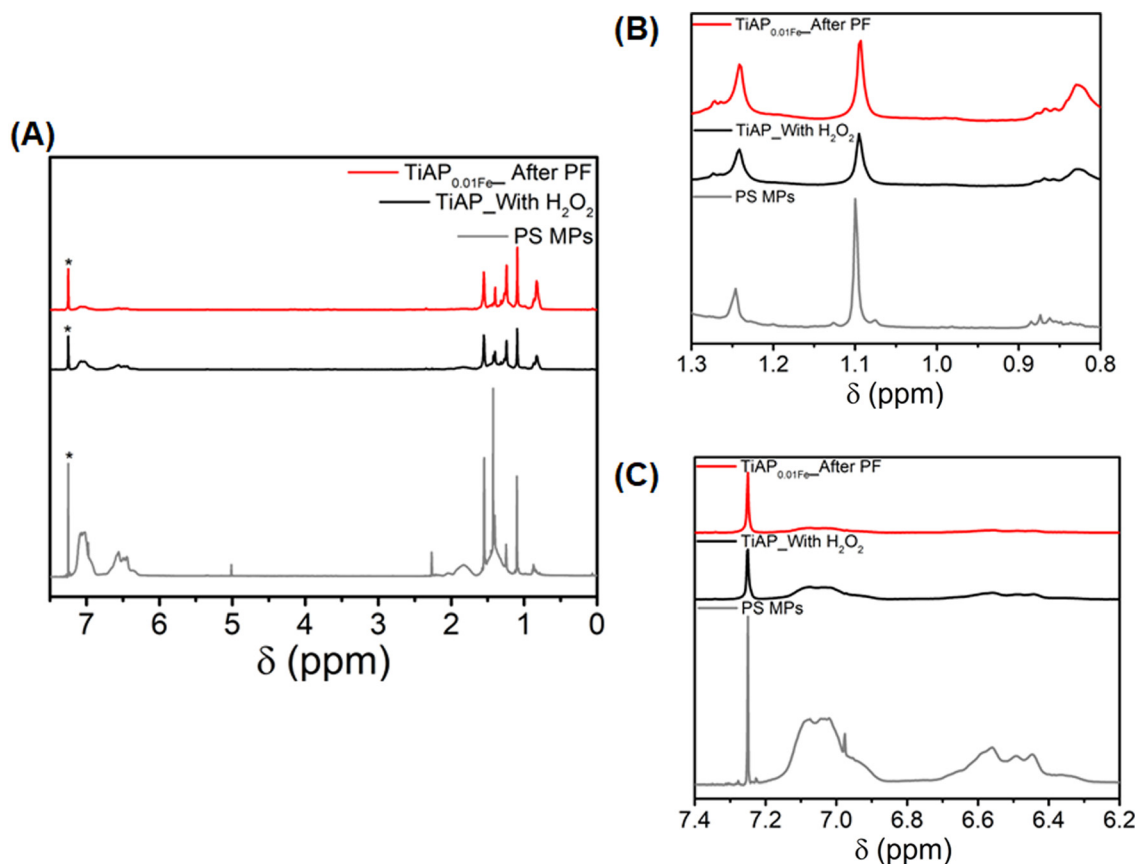 (A)
TiAP0.01Fe_ After PF
TiAP_With H2O2
PS MPs
*
*
*
7 6 5 4 3 2 1 0
δ (ppm)
(B)
TiAP0.01Fe_After PF
TiAP_With H2O2
PS MPs
1.3 1.2 1.1 1.0 0.9 0.8
δ (ppm)
(C)
TiAP0.01Fe_After PF
TiAP_With H2O2
PS MPs
7.4 7.2 7.0 6.8 6.6 6.4 6.2
δ (ppm)